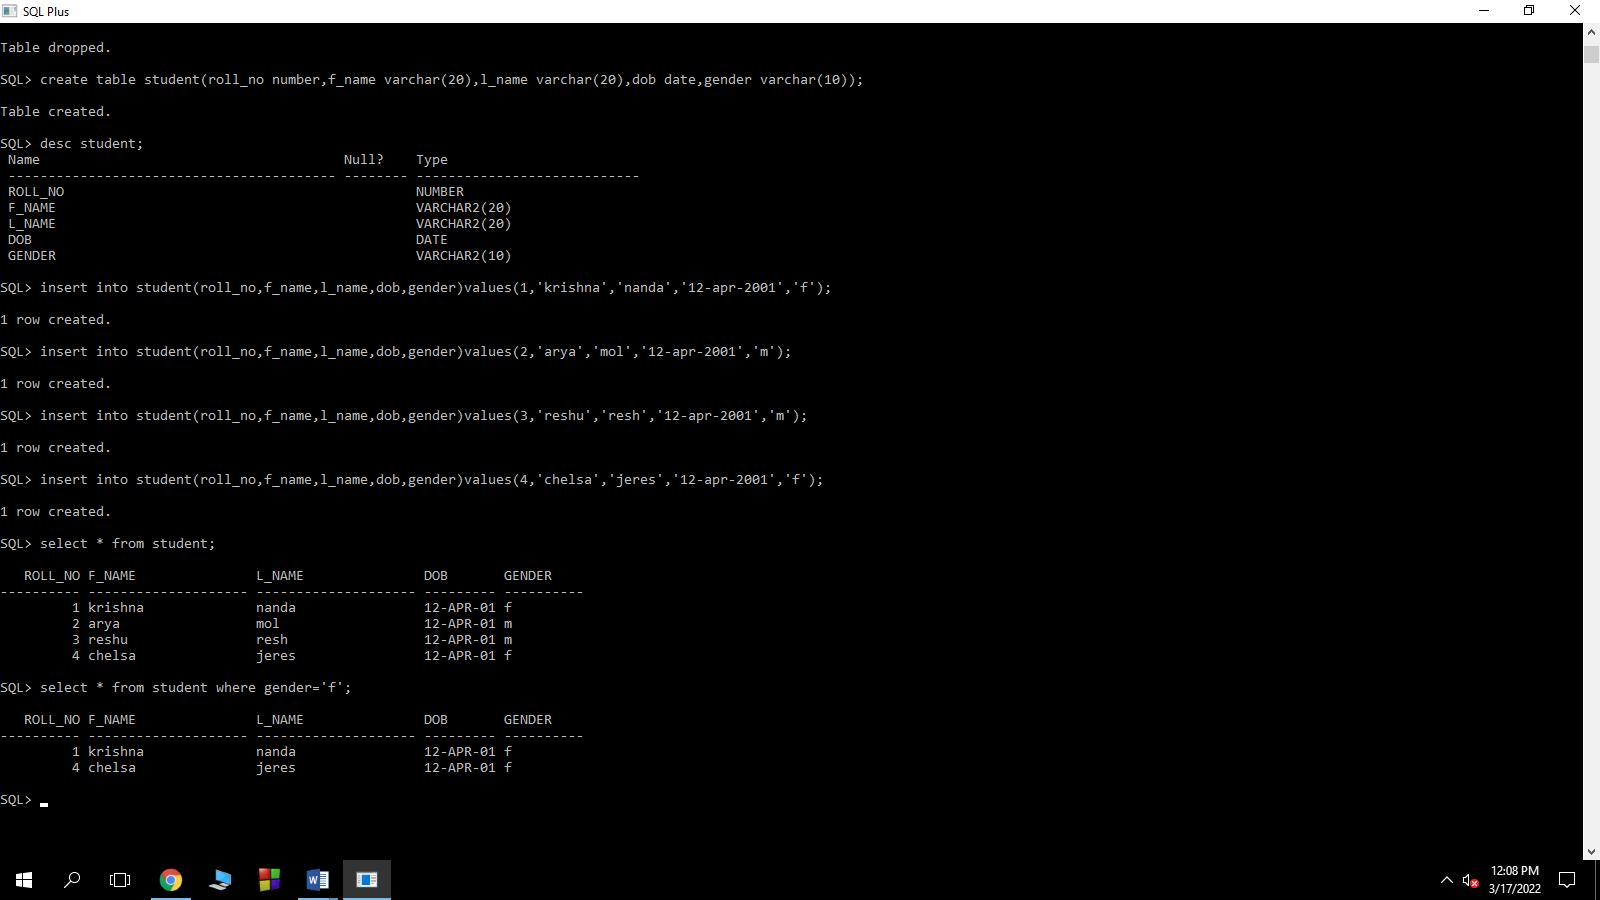 SQL Plus
Table dropped.
SQL> create table student(roll_no number,f_name varchar(20),l_name varchar(20),dob date,gender varchar(10));
Table created.
SQL> desc student;
Name Null? Type
----------------------------------------- -------- ----------------------------
ROLL_NO NUMBER
F_NAME VARCHAR2(20)
L_NAME VARCHAR2(20)
DOB DATE
GENDER VARCHAR2(10)
SQL> insert into student(roll_no,f_name,l_name,dob,gender)values(1,'krishna','nanda','12-apr-2001','f');
1 row created.
SQL> insert into student(roll_no,f_name,l_name,dob,gender)values(2,'arya','mol','12-apr-2001','m');
1 row created.
SQL> insert into student(roll_no,f_name,l_name,dob,gender)values(3,'reshu','resh','12-apr-2001','m');
1 row created.
SQL> insert into student(roll_no,f_name,l_name,dob,gender)values(4,'chelsa','jeres','12-apr-2001','f');
1 row created.
SQL> select * from student;
ROLL_NO F_NAME L_NAME DOB GENDER
---------- -------------------- -------------------- --------- ----------
1 krishna nanda 12-APR-01 f
2 arya mol 12-APR-01 m
3 reshu resh 12-APR-01 m
4 chelsa jeres 12-APR-01 f
SQL> select * from student where gender='f';
ROLL_NO F_NAME L_NAME DOB GENDER
---------- -------------------- -------------------- --------- ----------
1 krishna nanda 12-APR-01 f
4 chelsa jeres 12-APR-01 f
SQL>
12:08 PM
3/17/2022